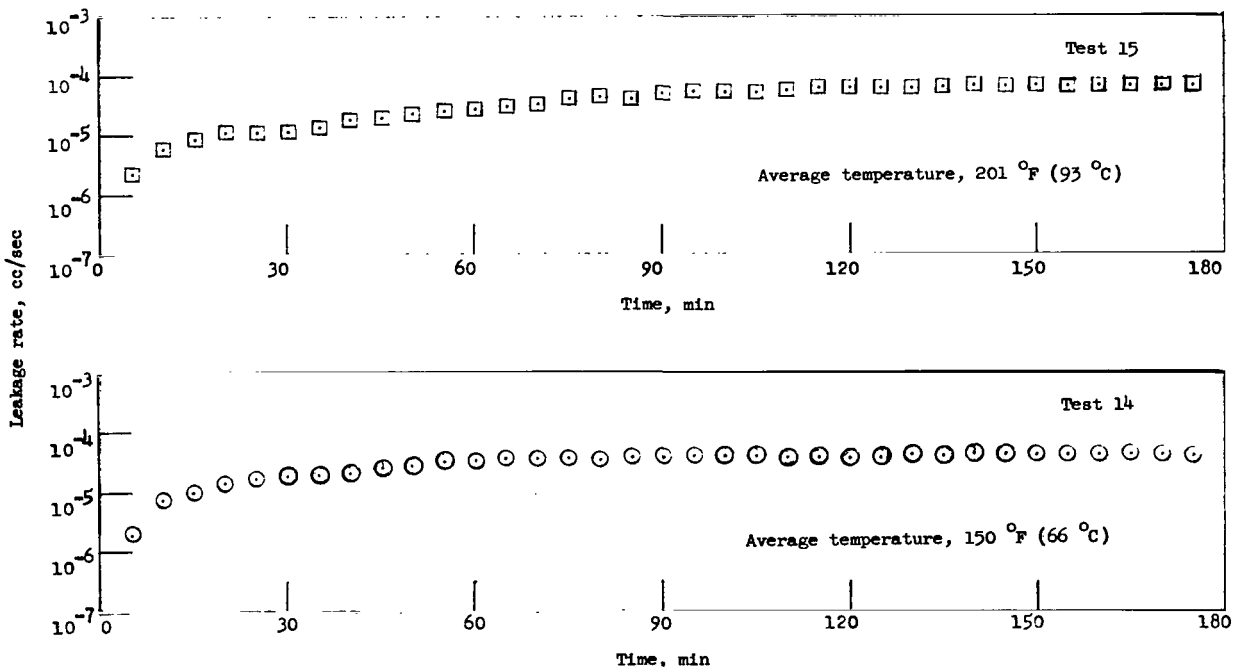 Leakage rate, cc/sec
10⁻³
Test 15
10⁻⁴
10⁻⁵
Average temperature, 201 °F (93 °C)
10⁻⁶
10⁻⁷
0 30 60 90 120 150 180
Time, min
10⁻³
Test 14
10⁻⁴
10⁻⁵
Average temperature, 150 °F (66 °C)
10⁻⁶
10⁻⁷
0 30 60 90 120 150 180
Time, min